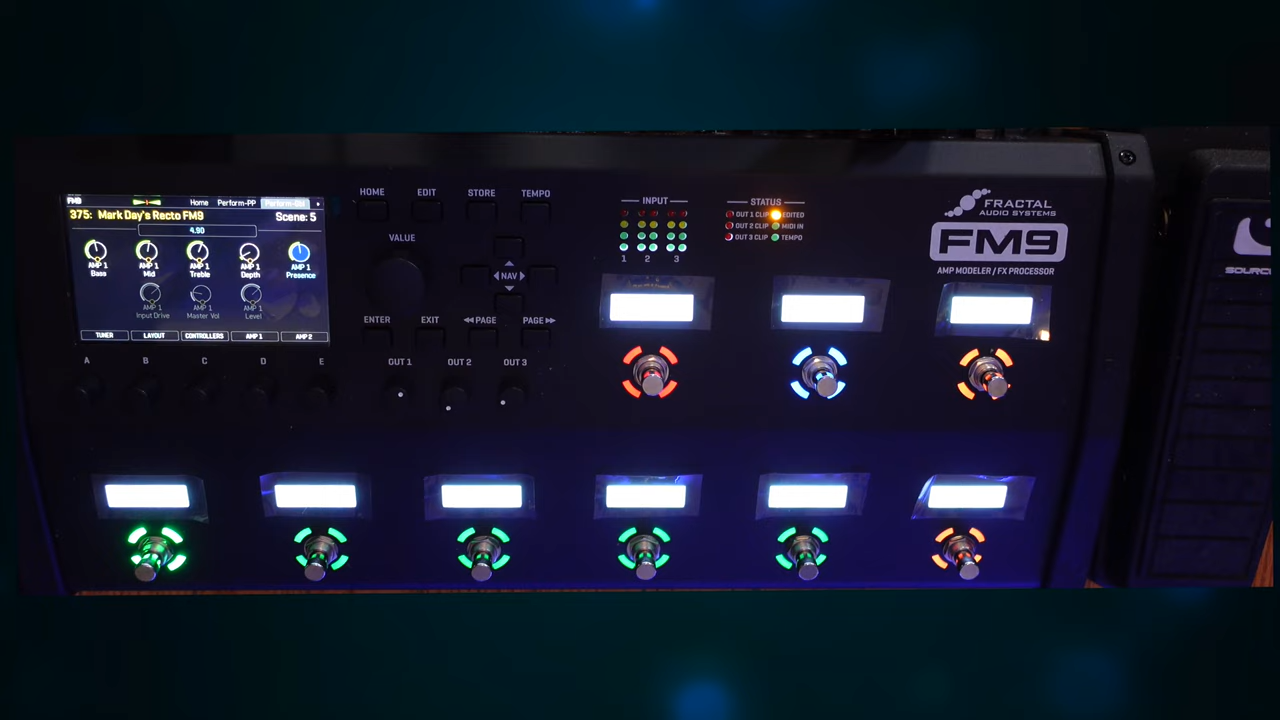 FM9
Home Perform-PP Perform-Gbl
375: Mark Day's Recto FM9 Scene: 5
4.90
AMP 1 AMP 1 AMP 1 AMP 1 AMP 1
Bass Mid Treble Depth Presence
AMP 1 AMP 1 AMP 1
Input Drive Master Vol Level
TUNER LAYOUT CONTROLLERS AMP 1 AMP 2
A B C D E
HOME EDIT STORE TEMPO
VALUE
NAV
ENTER EXIT PAGE PAGE
OUT 1 OUT 2 OUT 3
INPUT
1 2 3
STATUS
OUT 1 CLIP EDITED
OUT 2 CLIP MIDI IN
OUT 3 CLIP TEMPO
FRACTAL
AUDIO SYSTEMS
FM9
AMP MODELER / FX PROCESSOR
SOURC